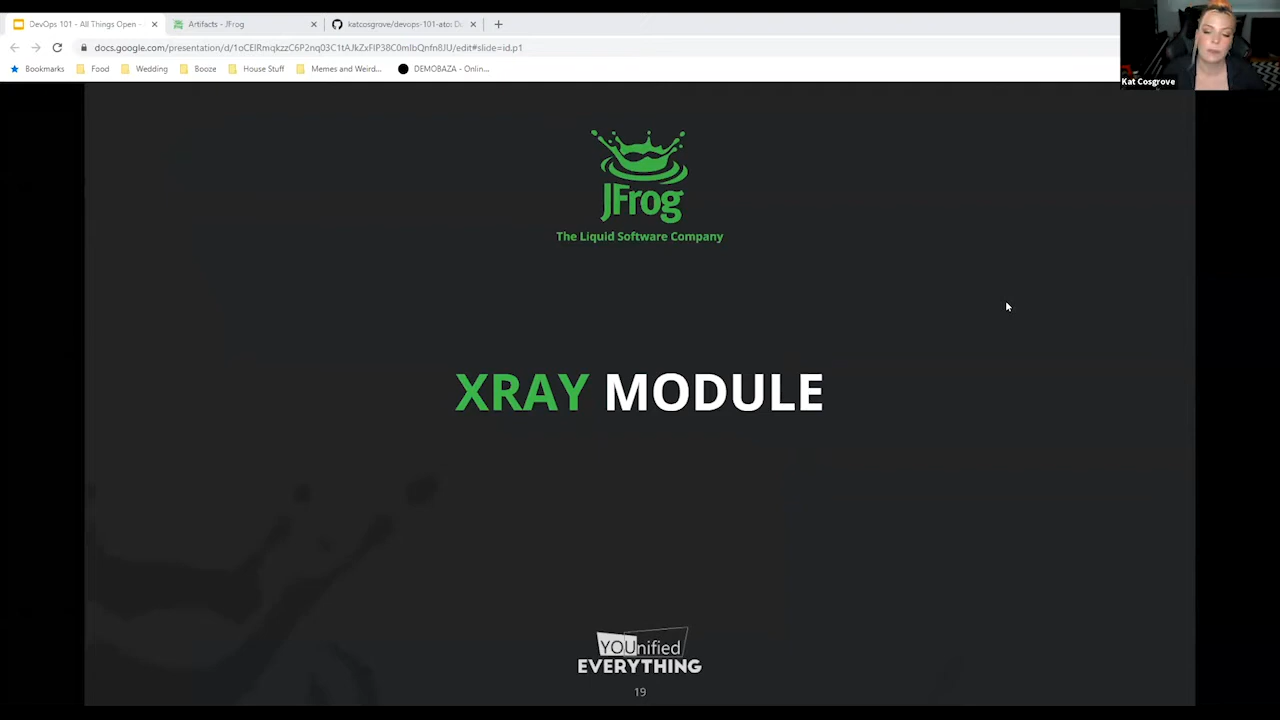 DevOps 101 - All Things Open -
Artifacts - JFrog
katcosgrove/devops-101-ato: De
docs.google.com/presentation/d/1oCElRmqkzzC6P2nq03C1tAJkZxFIP38C0mIbQnfn8JU/edit#slide=id.p1
Bookmarks
Food
Wedding
Booze
House Stuff
Memes and Weird...
DEMOBAZA - Onlin...
Kat Cosgrove
JFrog
The Liquid Software Company
XRAY MODULE
YOUnified
EVERYTHING
19